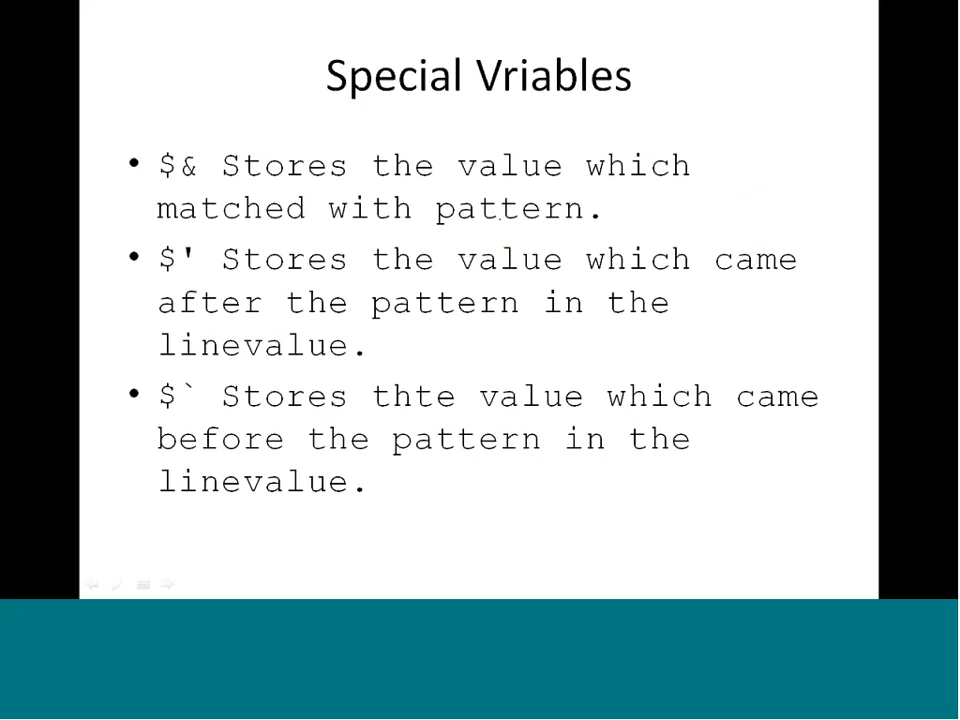 Special Vriables
• $& Stores the value which
matched with pattern.
• $' Stores the value which came
after the pattern in the
linevalue.
• $` Stores thte value which came
before the pattern in the
linevalue.